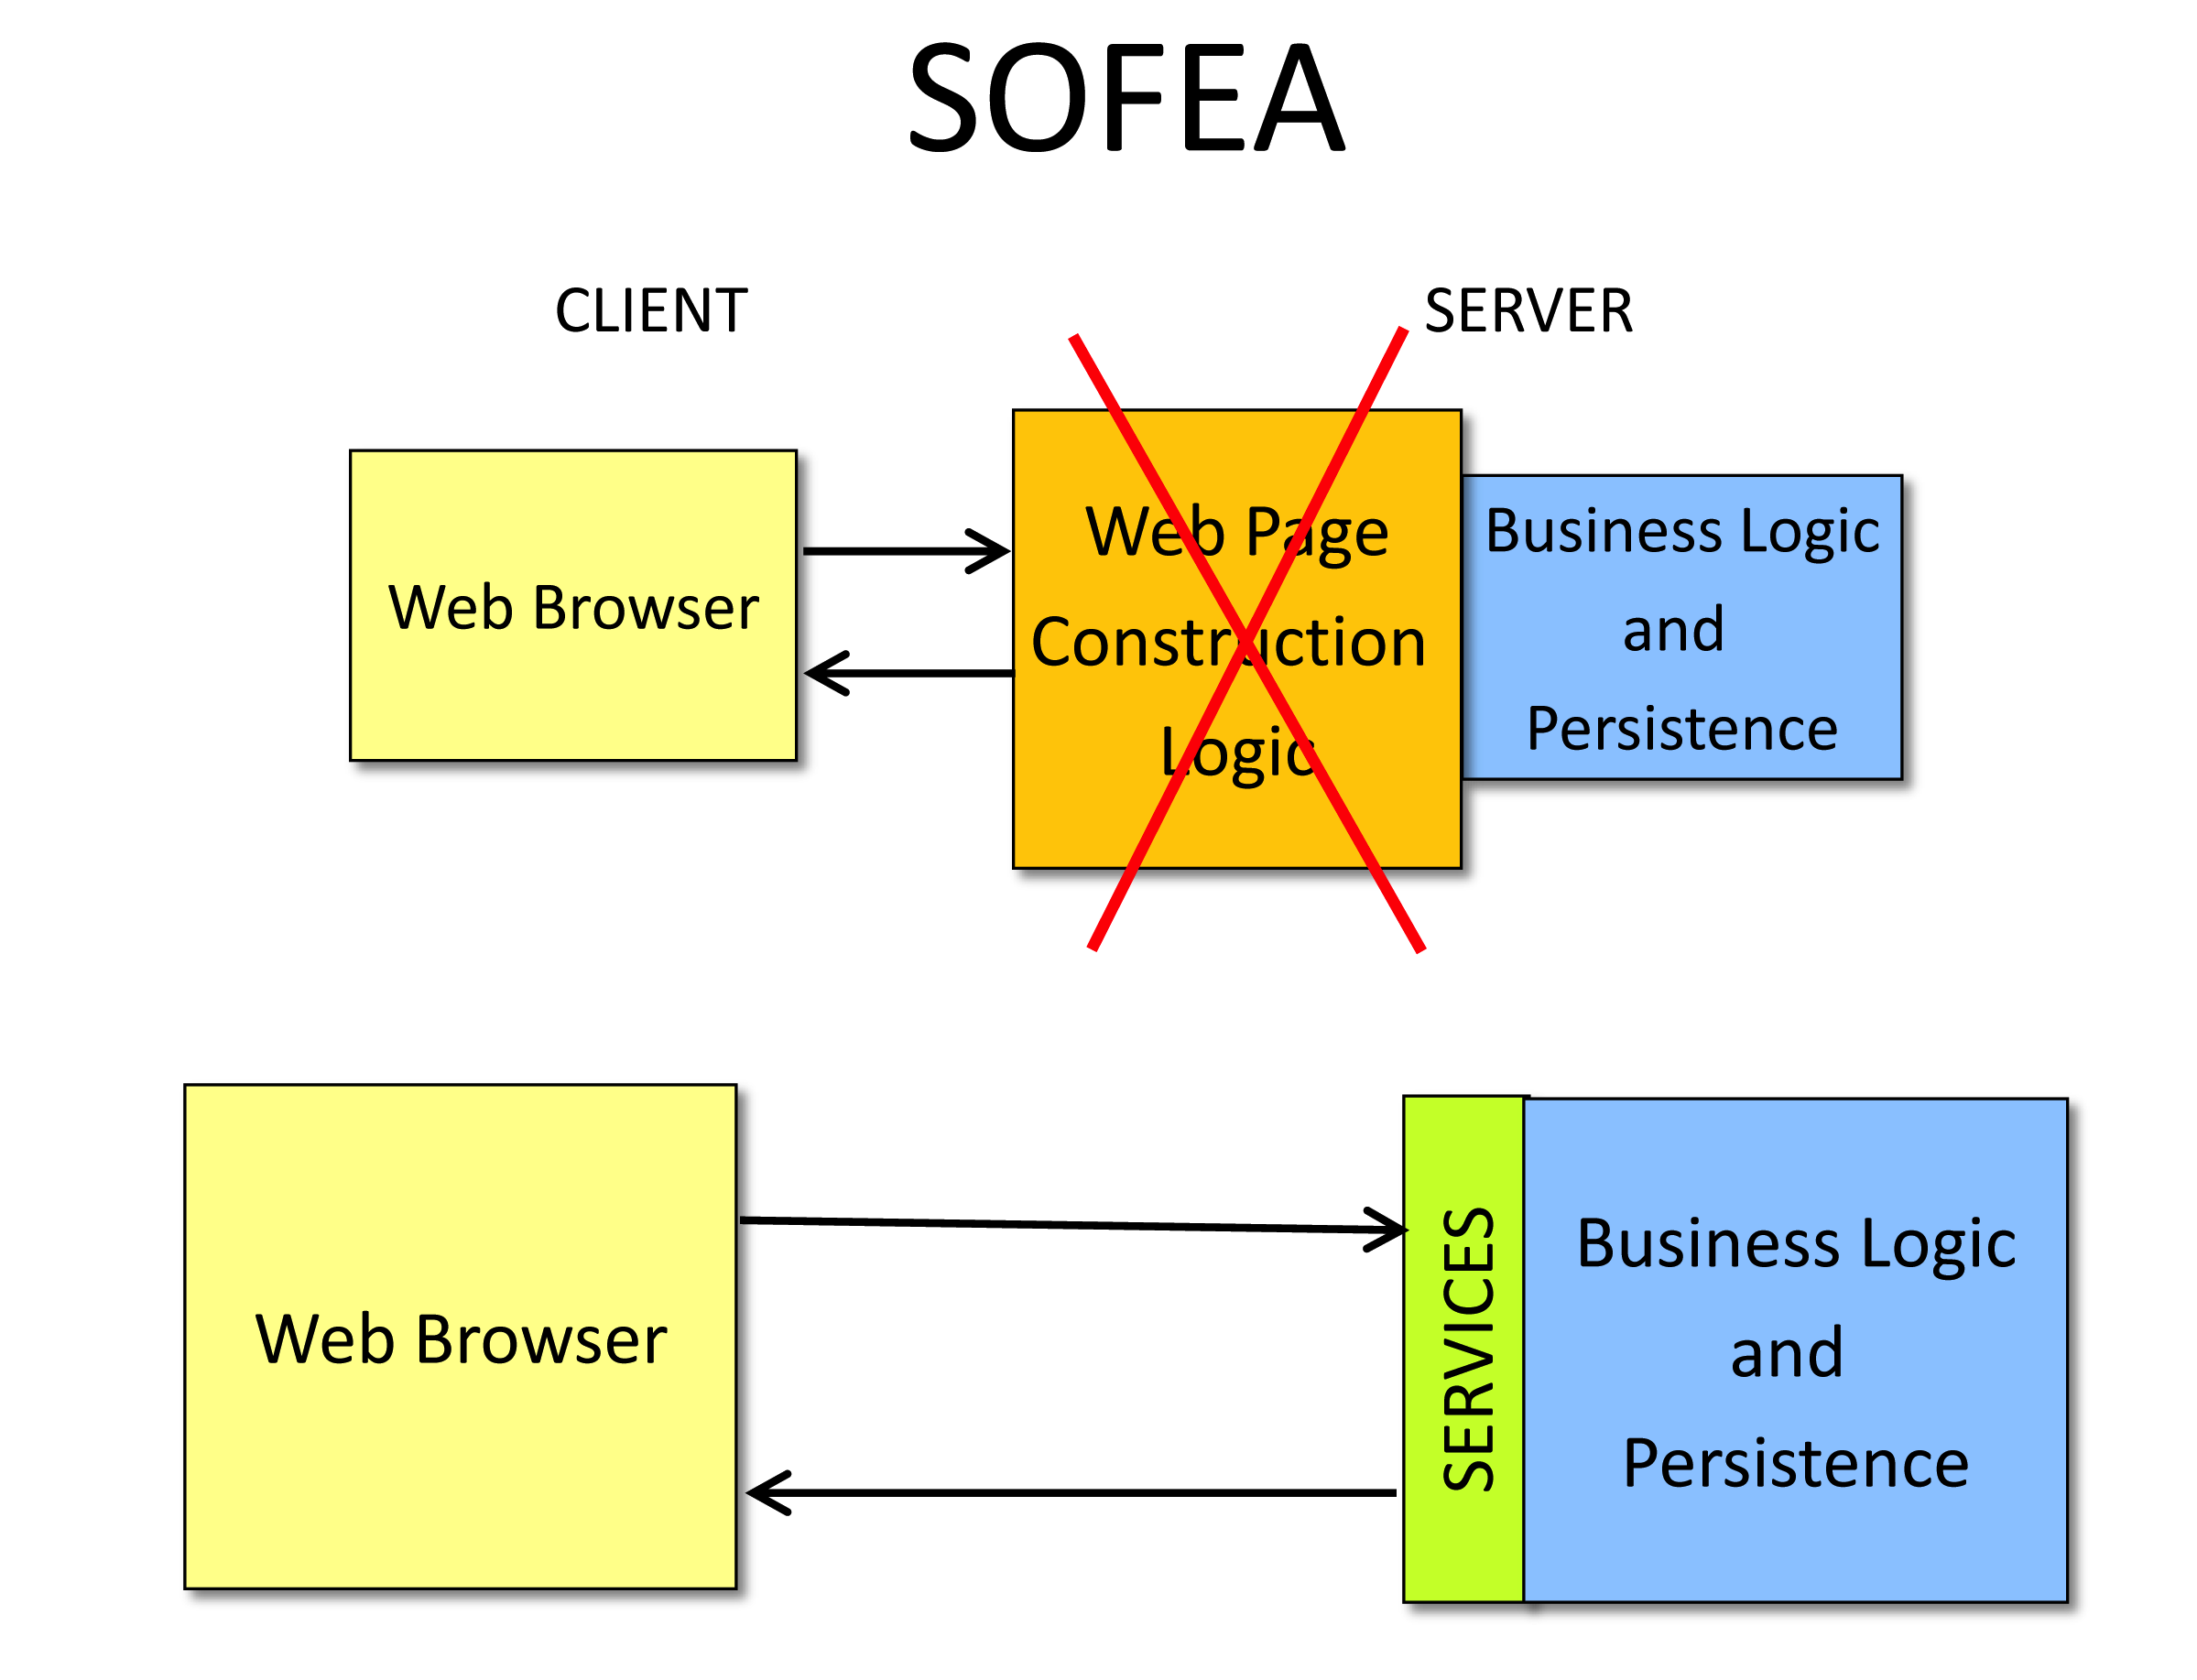 SOFEA
CLIENT
SERVER
Web Browser
Web Page
Construction
Logic
Business Logic
and
Persistence
Web Browser
SERVICES
Business Logic
and
Persistence